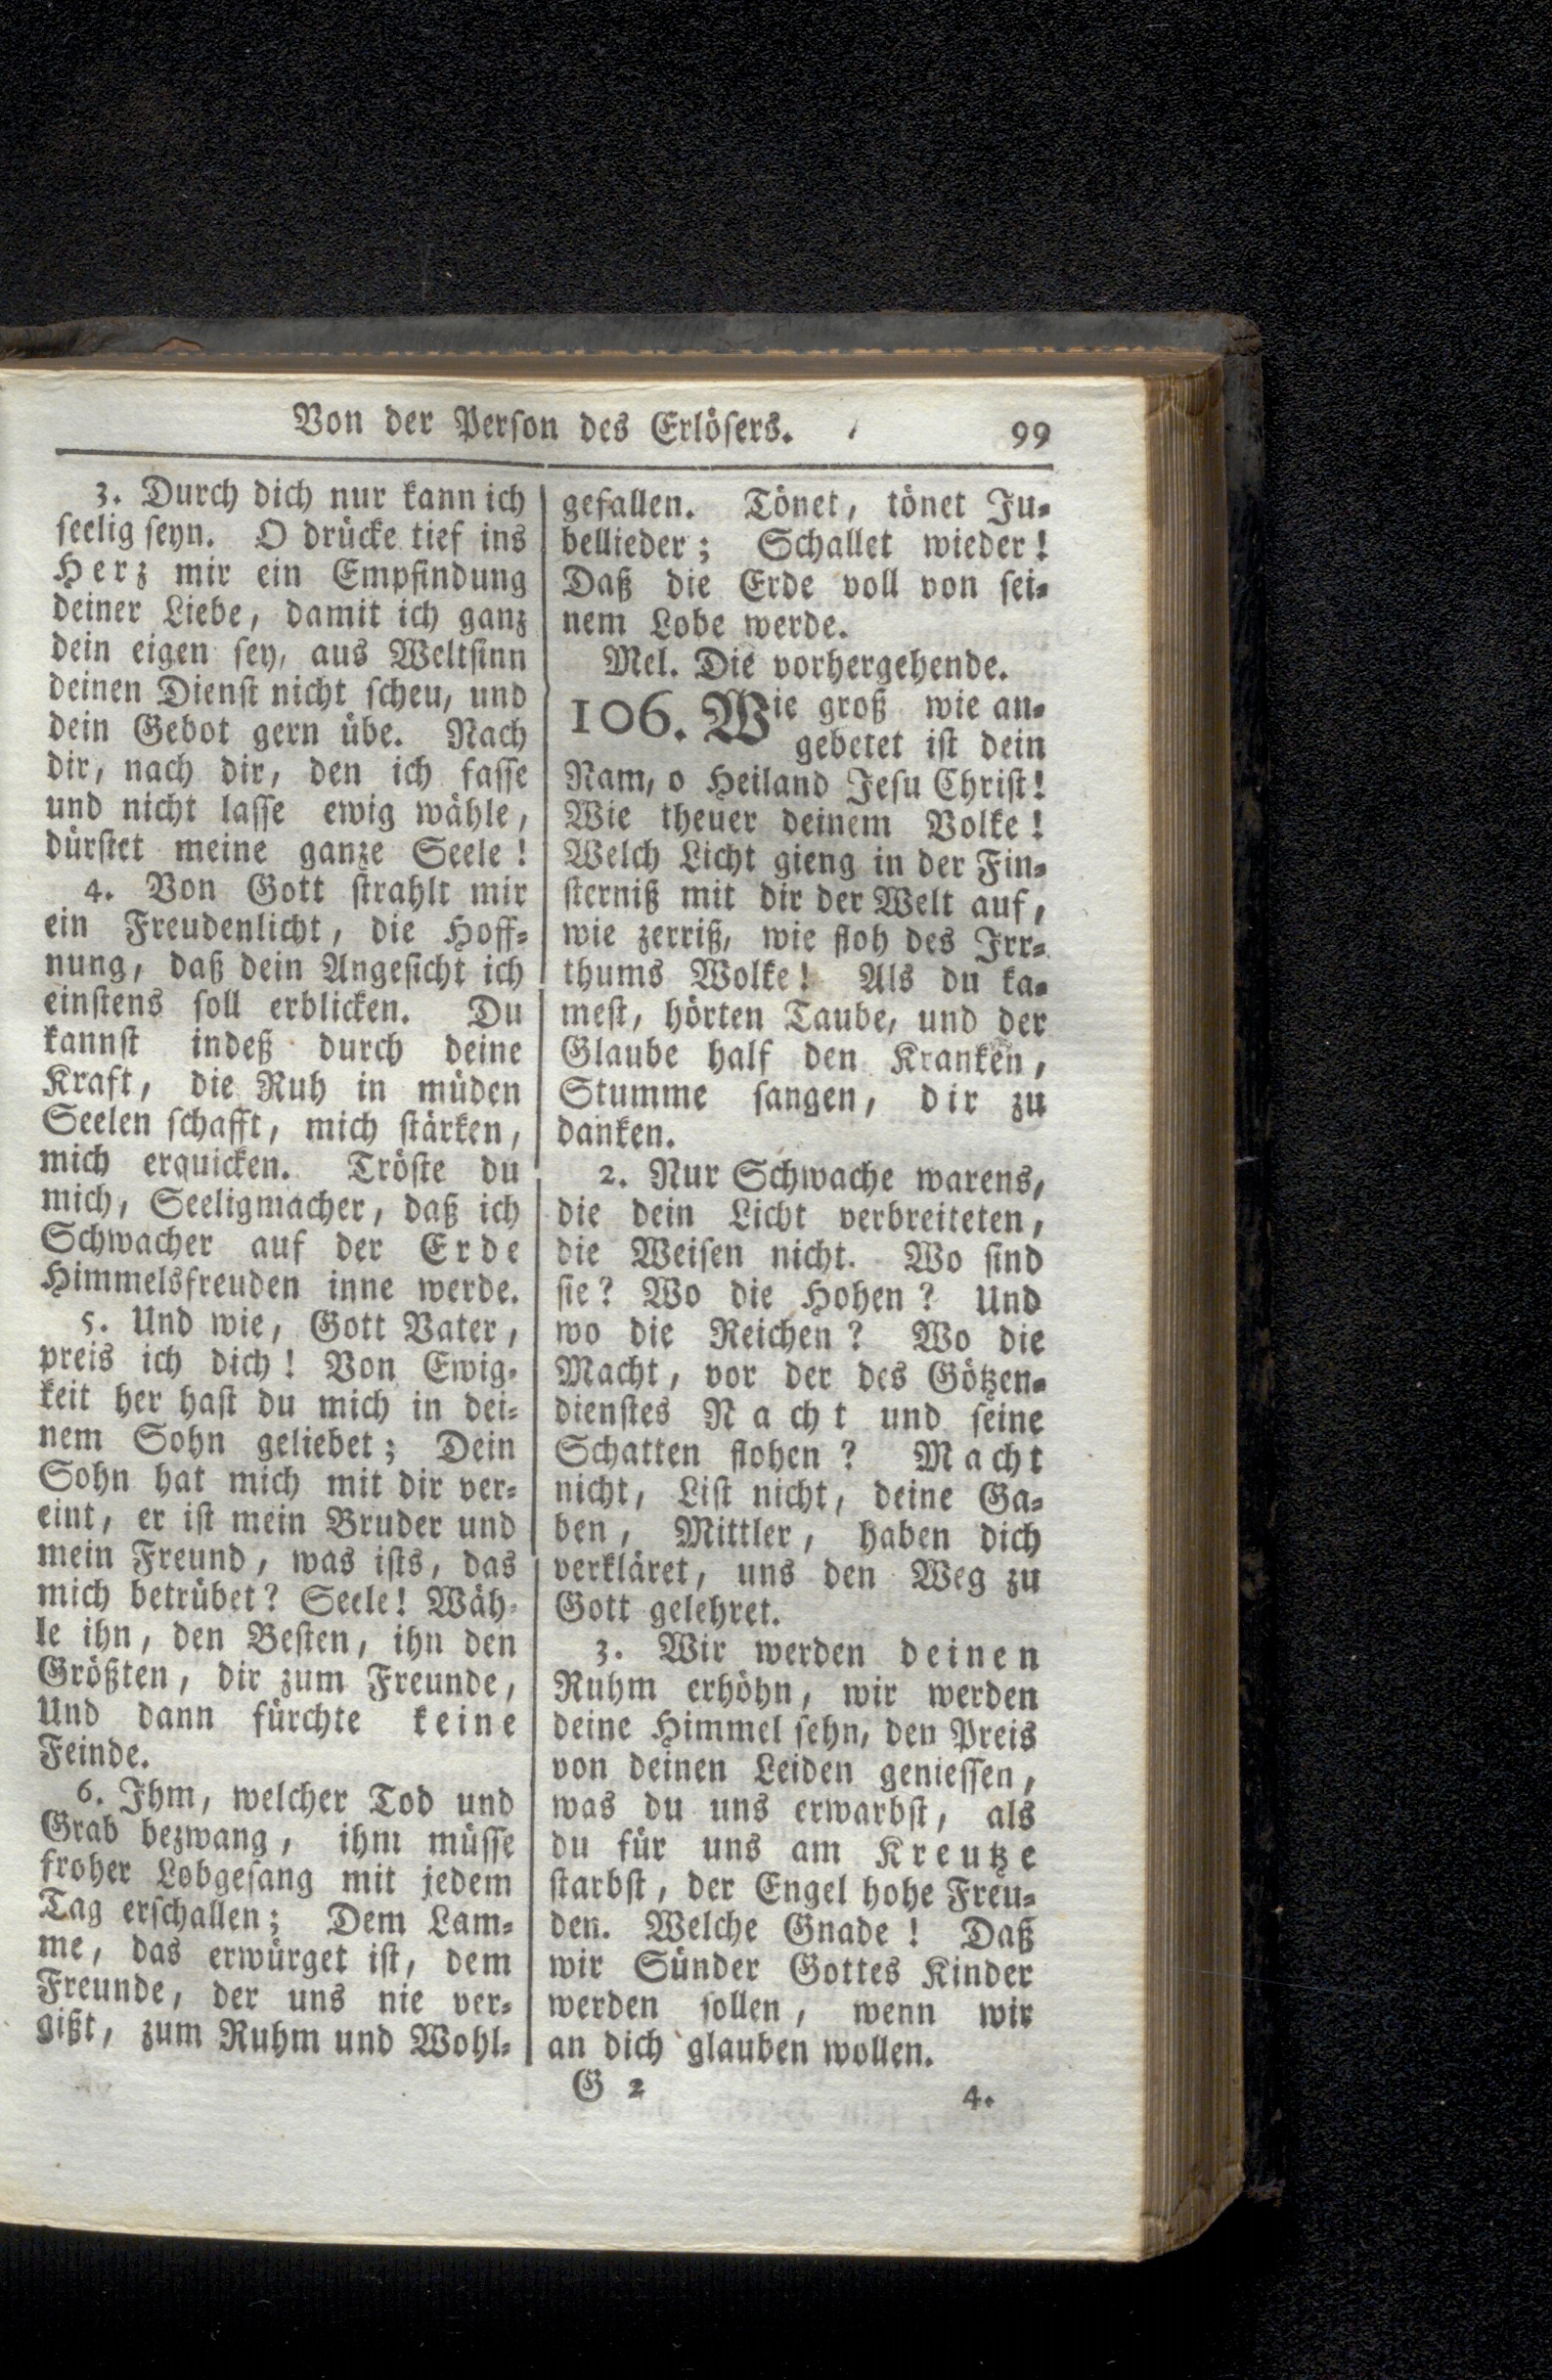 Von der Perſon des Erlöſers. 99
3. Durch dich nur kann ich
ſeelig ſeyn. O drücke tief ins
Herz mir ein Empfindung
deiner Liebe, damit ich ganz
dein eigen ſey, aus Weltſinn
deinen Dienſt nicht ſcheu, und
dein Gebot gern übe. Nach
dir, nach dir, den ich faſſe
und nicht laſſe ewig wähle,
dürſtet meine ganze Seele!
4. Von Gott ſtrahlt mir
ein Freudenlicht, die Hoff-
nung, daß dein Angeſicht ich
einſtens ſoll erblicken. Du
kannſt indeß durch deine
Kraft, die Ruh in müden
Seelen ſchafft, mich ſtärken,
mich erquicken. Tröſte du
mich, Seeligmacher, daß ich
Schwacher auf der Erde
Himmelsfreuden inne werde.
5. Und wie, Gott Vater,
preis ich dich! Von Ewig-
keit her haſt du mich in dei-
nem Sohn geliebet; Dein
Sohn hat mich mit dir ver-
eint, er iſt mein Bruder und
mein Freund, was iſts, das
mich betrübet? Seele! Wäh-
le ihn, den Beſten, ihn den
Größten, dir zum Freunde,
Und dann fürchte keine
Feinde.
6. Ihm, welcher Tod und
Grab bezwang, ihm müſſe
froher Lobgeſang mit jedem
Tag erſchallen; Dem Lam-
me, das erwürget iſt, dem
Freunde, der uns nie ver-
gißt, zum Ruhm und Wohl-
gefallen. Tönet, tönet Ju-
bellieder; Schallet wieder!
Daß die Erde voll von ſei-
nem Lobe werde.
Mel. Die vorhergehende.
106. Wie groß wie an-
gebetet iſt dein
Nam, o Heiland Jeſu Chriſt!
Wie theuer deinem Volke!
Welch Licht gieng in der Fin-
ſterniß mit dir der Welt auf,
wie zerriß, wie floh des Irr-
thums Wolke! Als du ka-
meſt, hörten Taube, und der
Glaube half den Kranken,
Stumme ſangen, dir zu
danken.
2. Nur Schwache warens,
die dein Licht verbreiteten,
die Weiſen nicht. Wo ſind
ſie? Wo die Hohen? Und
wo die Reichen? Wo die
Macht, vor der des Götzen-
dienſtes Nacht und ſeine
Schatten flohen? Macht
nicht, Liſt nicht, deine Ga-
ben, Mittler, haben dich
verkläret, uns den Weg zu
Gott gelehret.
3. Wir werden deinen
Ruhm erhöhn, wir werden
deine Himmel ſehn, den Preis
von deinen Leiden genieſſen,
was du uns erwarbſt, als
du für uns am Kreutze
ſtarbſt, der Engel hohe Freu-
den. Welche Gnade! Daß
wir Sünder Gottes Kinder
werden ſollen, wenn wir
an dich glauben wollen.
G 2 4.